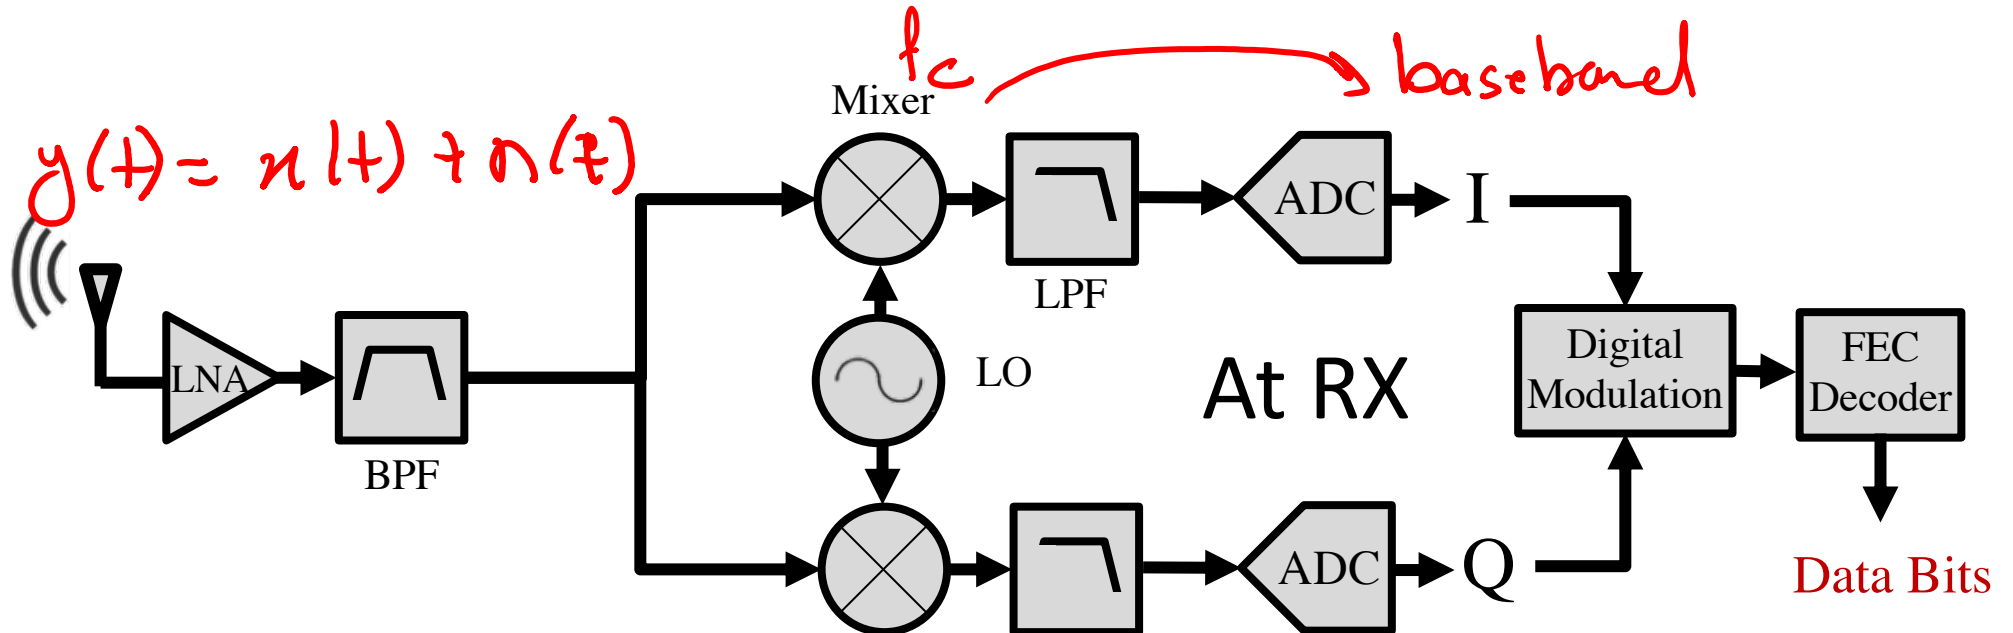 fc → baseband
Mixer
y(t) = x(t) + n(t)
ADC
I
LPF
LNA
BPF
LO
At RX
Digital
Modulation
FEC
Decoder
ADC
Q
Data Bits